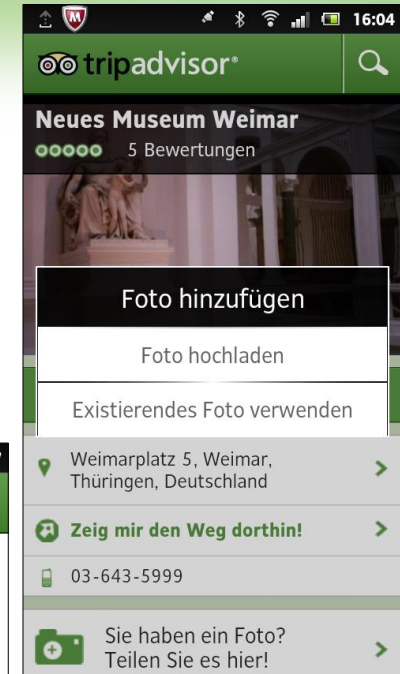 16:04
tripadvisor®
Neues Museum Weimar
5 Bewertungen
Foto hinzufügen
Foto hochladen
Existierendes Foto verwenden
Weimarplatz 5, Weimar,
Thüringen, Deutschland
Zeig mir den Weg dorthin!
03-643-5999
Sie haben ein Foto?
Teilen Sie es hier!